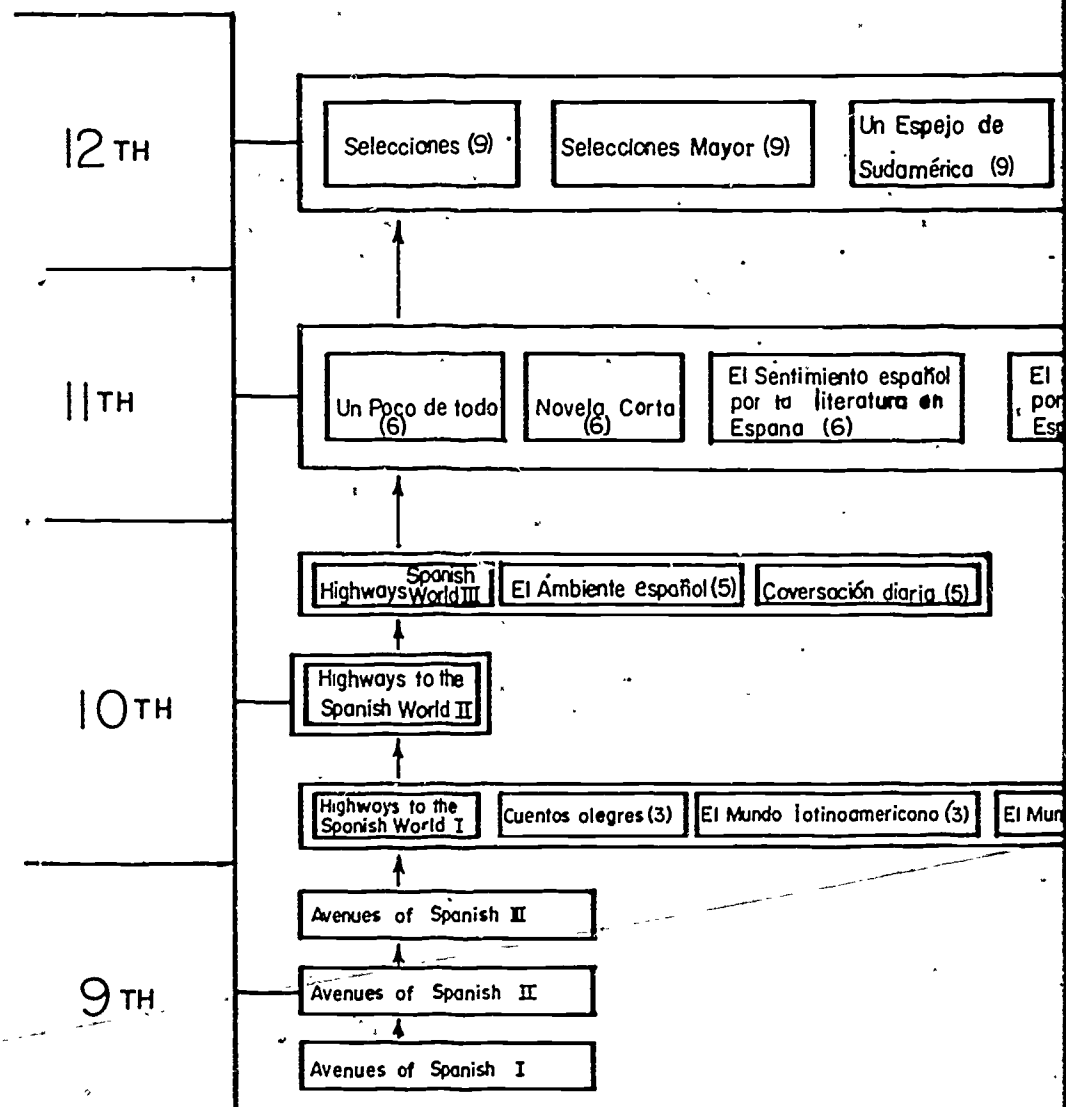 12TH
Selecciones (9)
Selecciones Mayor (9)
Un Espejo de
Sudamérica (9)
11TH
Un Poco de todo
(6)
Novela Corta
(6)
El Sentimiento español
por la literatura en
Espana (6)
El
por
Esp
10TH
Highways Spanish
World III
El Ambiente español (5)
Coversación diaria (5)
Highways to the
Spanish World II
Highways to the
Spanish World I
Cuentos alegres (3)
El Mundo latinoamericano (3)
El Mun
9TH
Avenues of Spanish III
Avenues of Spanish II
Avenues of Spanish I